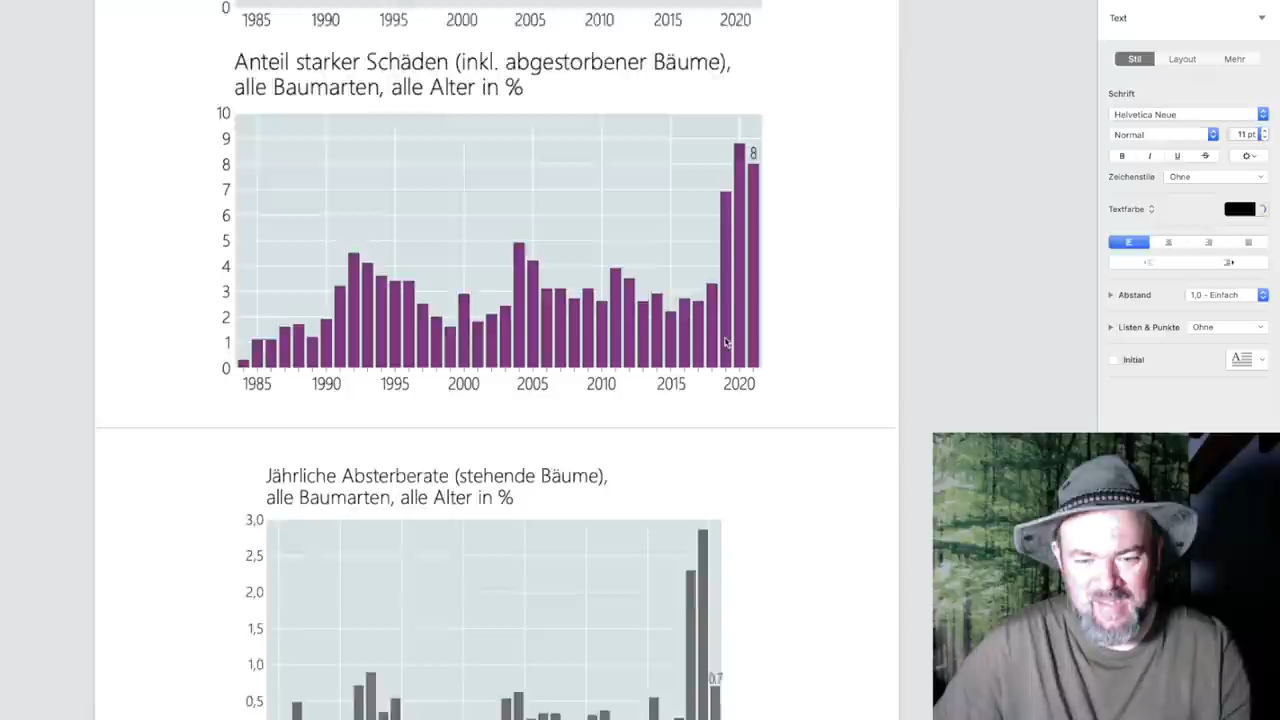 0
1985 1990 1995 2000 2005 2010 2015 2020
Anteil starker Schäden (inkl. abgestorbener Bäume),
alle Baumarten, alle Alter in %
10
9
8
7
6
5
4
3
2
1
0
8
1985 1990 1995 2000 2005 2010 2015 2020
Jährliche Absterberate (stehende Bäume),
alle Baumarten, alle Alter in %
3,0
2,5
2,0
1,5
1,0
0,5
0,7
Text
Stil Layout Mehr
Schrift
Helvetica Neue
Normal 11 pt
B I U S
Zeichenstile Ohne
Textfarbe
Abstand 1,0 - Einfach
Listen & Punkte Ohne
Initial A